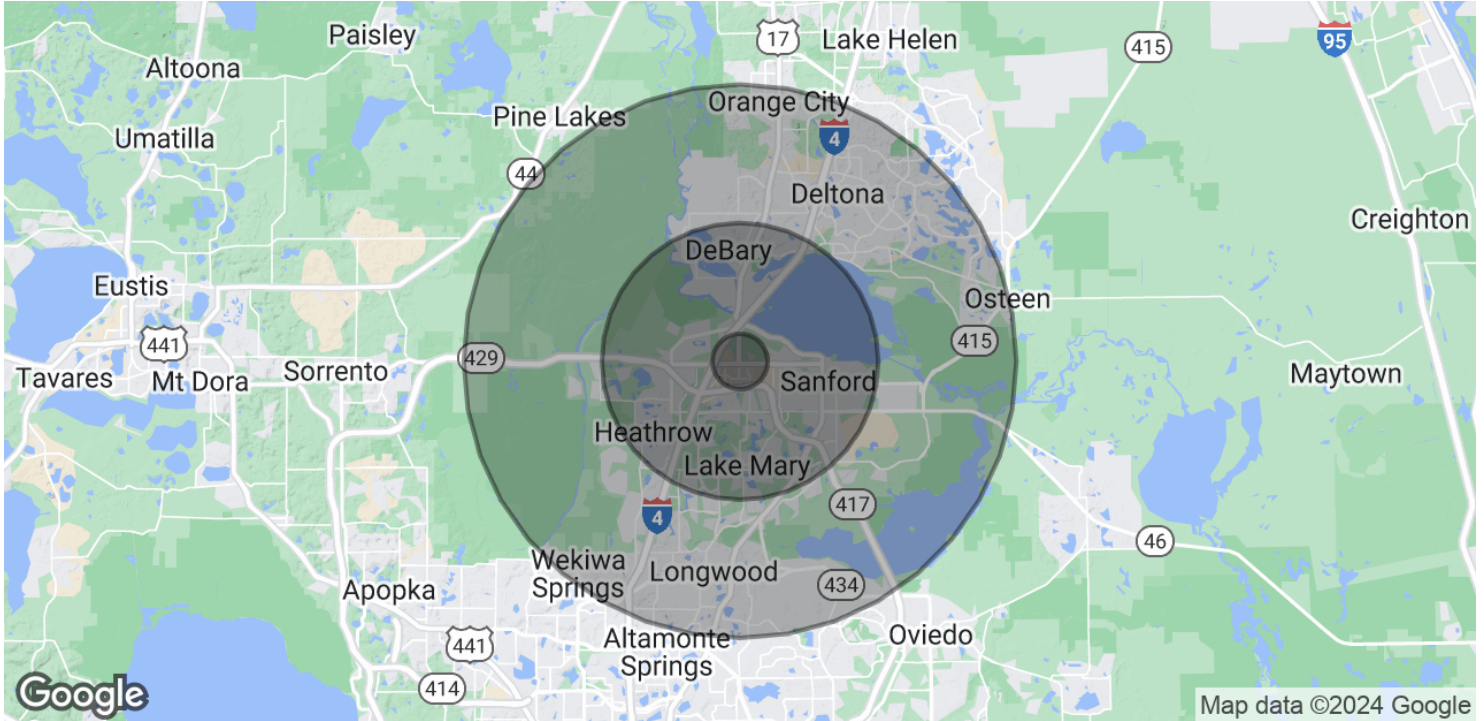 Paisley
17
Lake Helen
415
95
Altoona
Orange City
Pine Lakes
Umatilla
4
44
Deltona
Creighton
DeBary
Eustis
Osteen
441
429
415
Tavares
Mt Dora
Sorrento
Sanford
Maytown
Heathrow
Lake Mary
417
4
46
Wekiwa
Springs
Longwood
434
Apopka
441
Altamonte
Springs
Oviedo
414
Google
Map data ©2024 Google